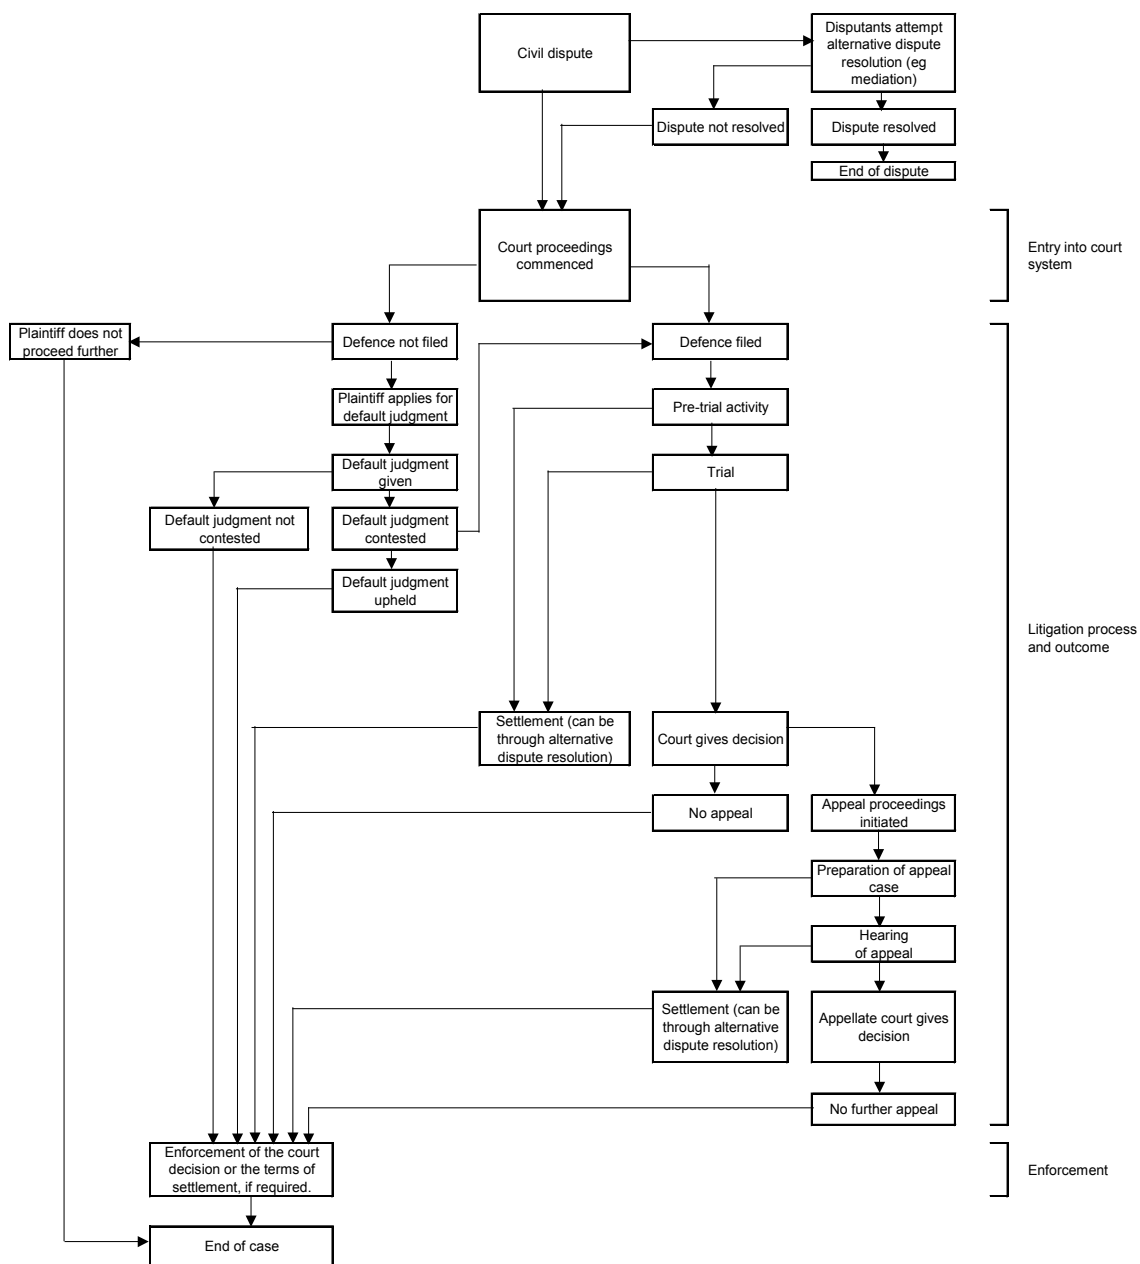 Civil dispute
Disputants attempt
alternative dispute
resolution (eg
mediation)
Dispute not resolved
Dispute resolved
End of dispute
Court proceedings
commenced
Entry into court
system
Plaintiff does not
proceed further
Defence not filed
Defence filed
Plaintiff applies for
default judgment
Pre-trial activity
Default judgment
given
Trial
Default judgment not
contested
Default judgment
contested
Default judgment
upheld
Litigation process
and outcome
Settlement (can be
through alternative
dispute resolution)
Court gives decision
No appeal
Appeal proceedings
initiated
Preparation of appeal
case
Hearing
of appeal
Settlement (can be
through alternative
dispute resolution)
Appellate court gives
decision
No further appeal
Enforcement of the court
decision or the terms of
settlement, if required.
Enforcement
End of case